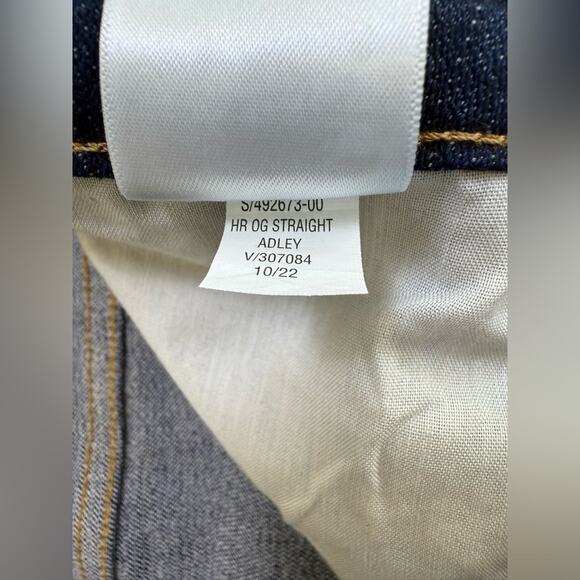 S/492673-00
HR OG STRAIGHT
ADLEY
V/307084
10/22